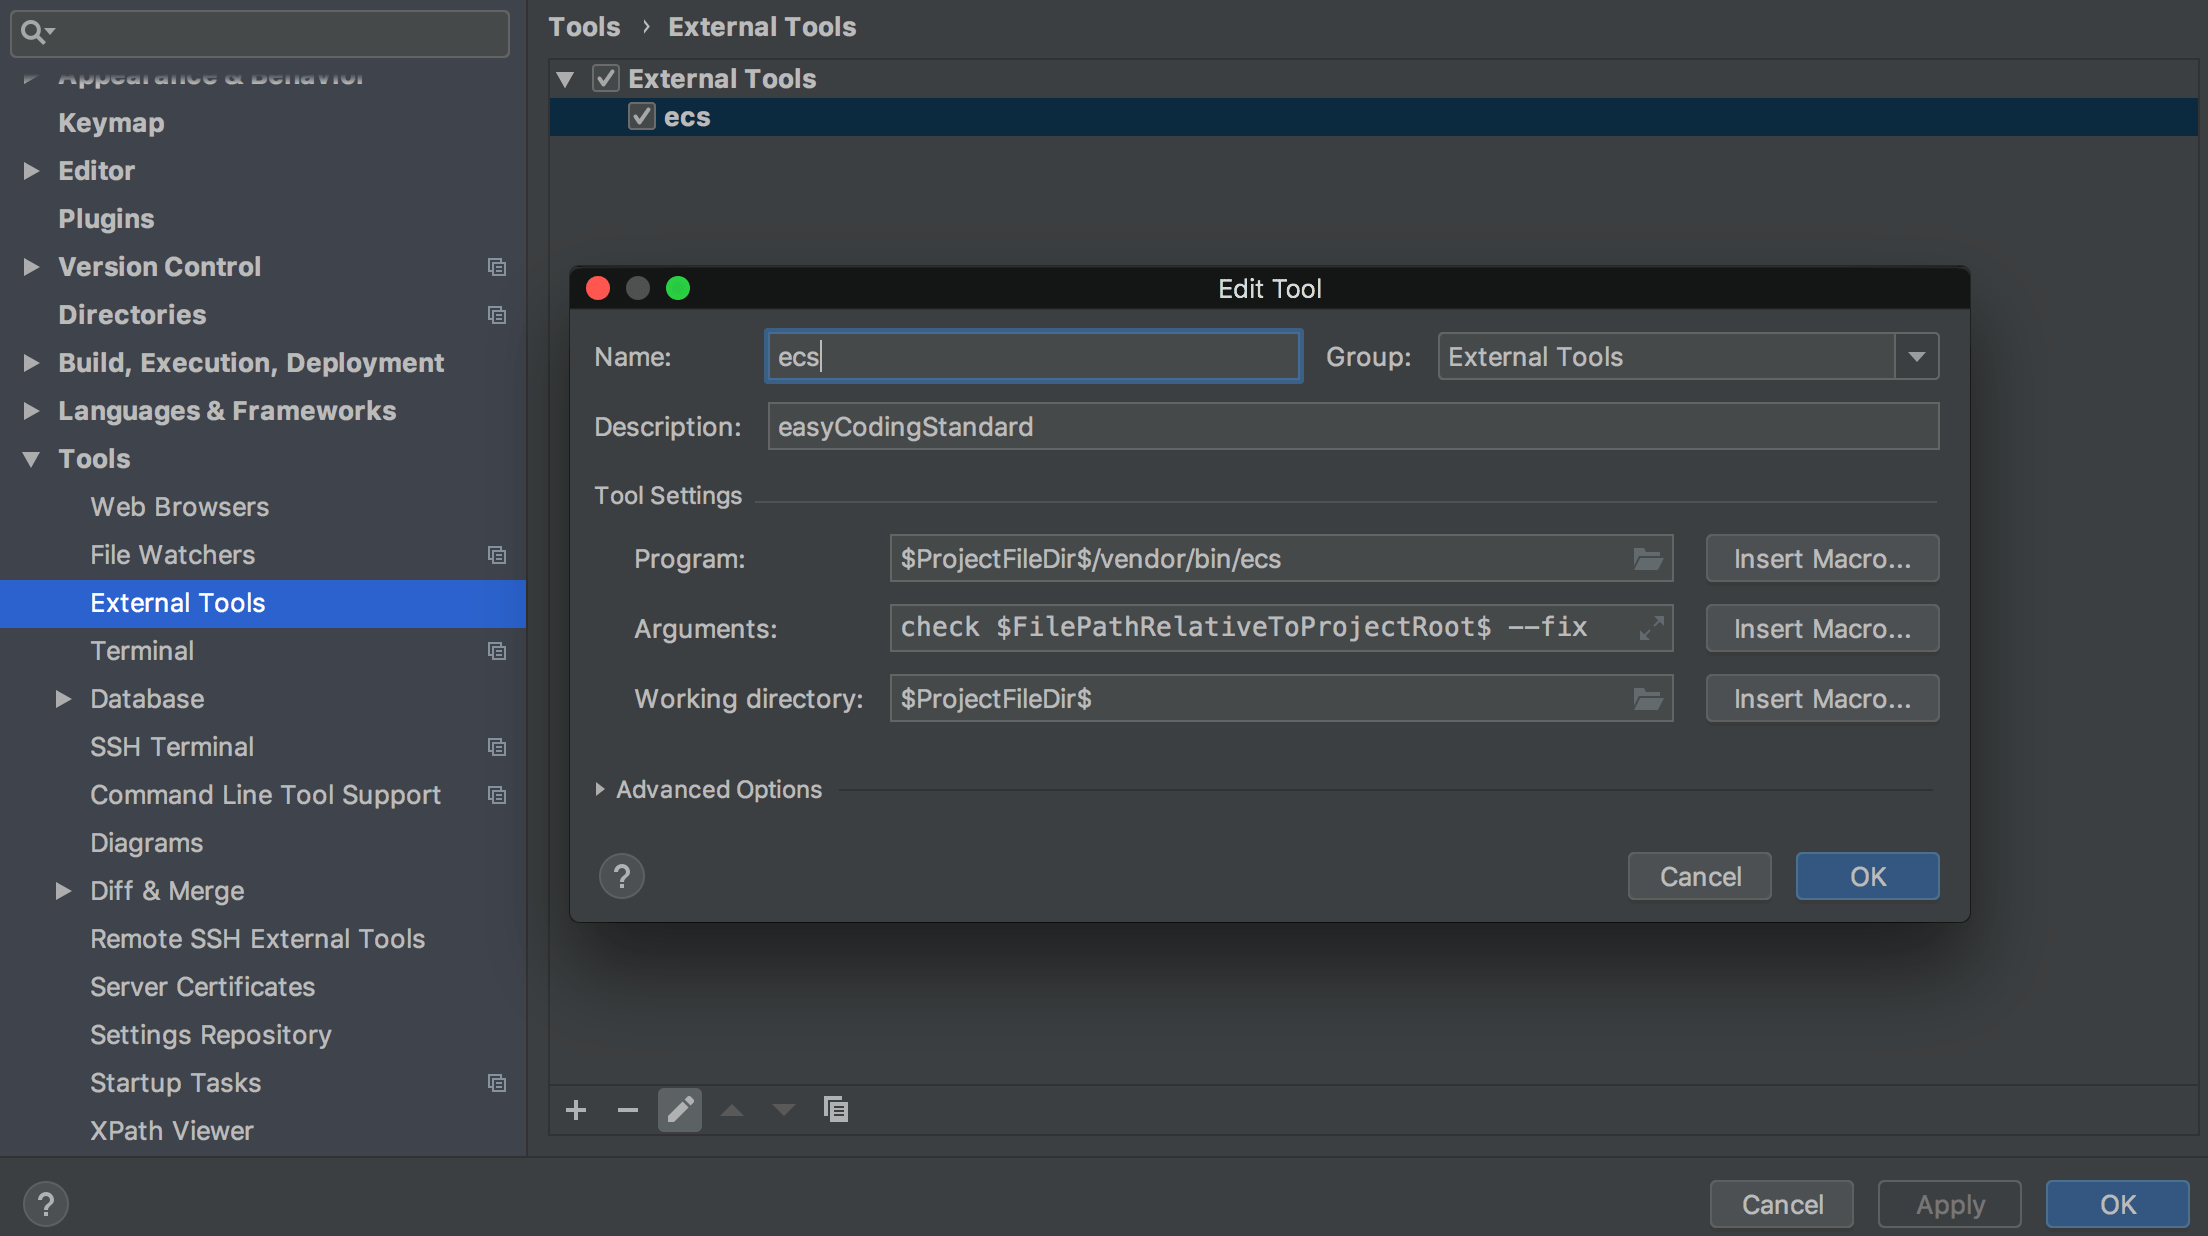 Appearance & Behavior
Keymap
Editor
Plugins
Version Control
Directories
Build, Execution, Deployment
Languages & Frameworks
Tools
Web Browsers
File Watchers
External Tools
Terminal
Database
SSH Terminal
Command Line Tool Support
Diagrams
Diff & Merge
Remote SSH External Tools
Server Certificates
Settings Repository
Startup Tasks
XPath Viewer
Tools › External Tools
External Tools
ecs
Edit Tool
Name: ecs Group: External Tools
Description: easyCodingStandard
Tool Settings
Program: $ProjectFileDir$/vendor/bin/ecs Insert Macro...
Arguments: check $FilePathRelativeToProjectRoot$ --fix Insert Macro...
Working directory: $ProjectFileDir$ Insert Macro...
Advanced Options
? Cancel OK
? Cancel Apply OK